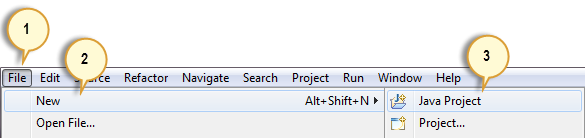 1
2
3
File Edit Source Refactor Navigate Search Project Run Window Help
New Alt+Shift+N Java Project
Open File... Project...